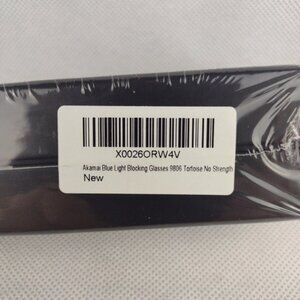 X0026ORW4V
Akamai Blue Light Blocking Glasses 9806 Tortoise No Strength
New